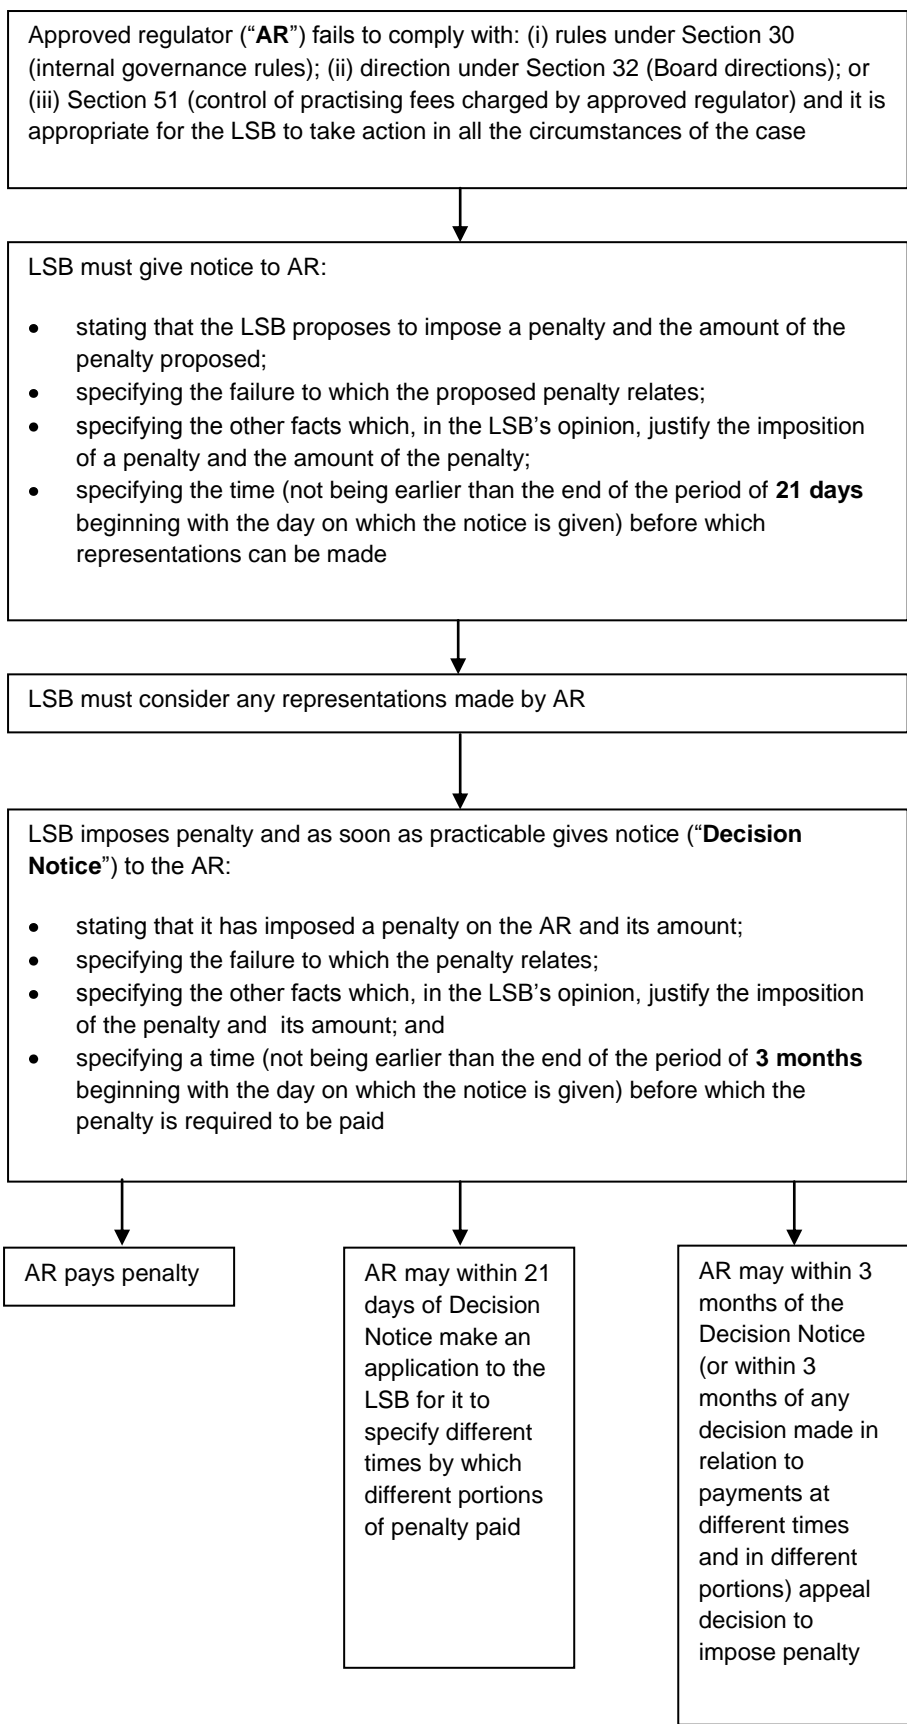 Approved regulator (“AR”) fails to comply with: (i) rules under Section 30
(internal governance rules); (ii) direction under Section 32 (Board directions); or
(iii) Section 51 (control of practising fees charged by approved regulator) and it is
appropriate for the LSB to take action in all the circumstances of the case
LSB must give notice to AR:
• stating that the LSB proposes to impose a penalty and the amount of the
penalty proposed;
• specifying the failure to which the proposed penalty relates;
• specifying the other facts which, in the LSB’s opinion, justify the imposition
of a penalty and the amount of the penalty;
• specifying the time (not being earlier than the end of the period of 21 days
beginning with the day on which the notice is given) before which
representations can be made
LSB must consider any representations made by AR
LSB imposes penalty and as soon as practicable gives notice (“Decision
Notice”) to the AR:
• stating that it has imposed a penalty on the AR and its amount;
• specifying the failure to which the penalty relates;
• specifying the other facts which, in the LSB’s opinion, justify the imposition
of the penalty and its amount; and
• specifying a time (not being earlier than the end of the period of 3 months
beginning with the day on which the notice is given) before which the
penalty is required to be paid
AR pays penalty
AR may within 21
days of Decision
Notice make an
application to the
LSB for it to
specify different
times by which
different portions
of penalty paid
AR may within 3
months of the
Decision Notice
(or within 3
months of any
decision made in
relation to
payments at
different times
and in different
portions) appeal
decision to
impose penalty